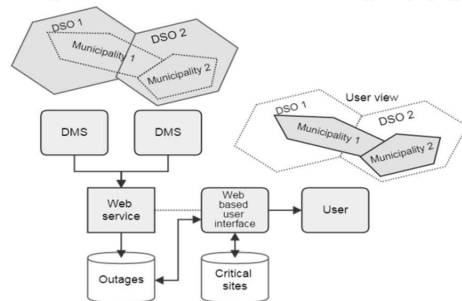 DSO 1
DSO 2
Municipality 1
Municipality 2
User view
DSO 1
DSO 2
Municipality 1
Municipality 2
DMS
DMS
Web
service
Web
based
user
interface
User
Outages
Critical
sites